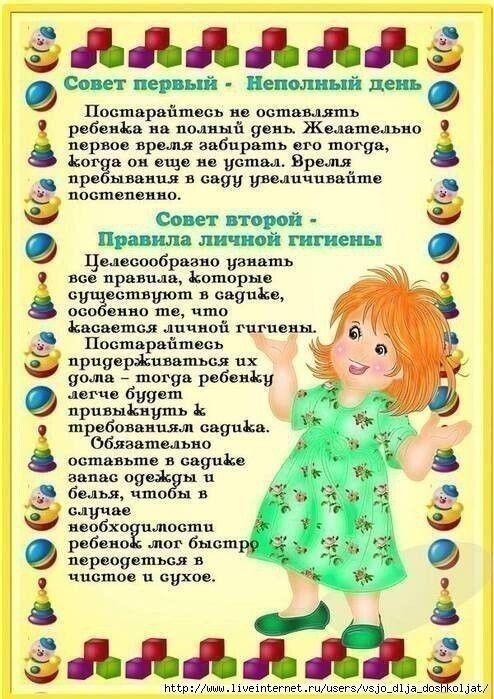 Совет первый - Неполный день
Постарайтесь не оставлять
ребенка на полный день. Желательно
первое время забирать его тогда,
когда он еще не устал. Время
пребывания в саду увеличивайте
постепенно.
Совет второй -
Правила личной гигиены
Целесообразно узнать
все правила, которые
существуют в садике,
особенно те, что
касается личной гигиены.
Постарайтесь
придерживаться их
дома – тогда ребенку
легче будет
привыкнуть к
требованиям садика.
Обязательно
оставьте в садике
запас одежды и
белья, чтобы в
случае
необходимости
ребенок мог быстро
переодеться в
чистое и сухое.
http://www.liveinternet.ru/users/vsjo_dlja_doshkoljat/